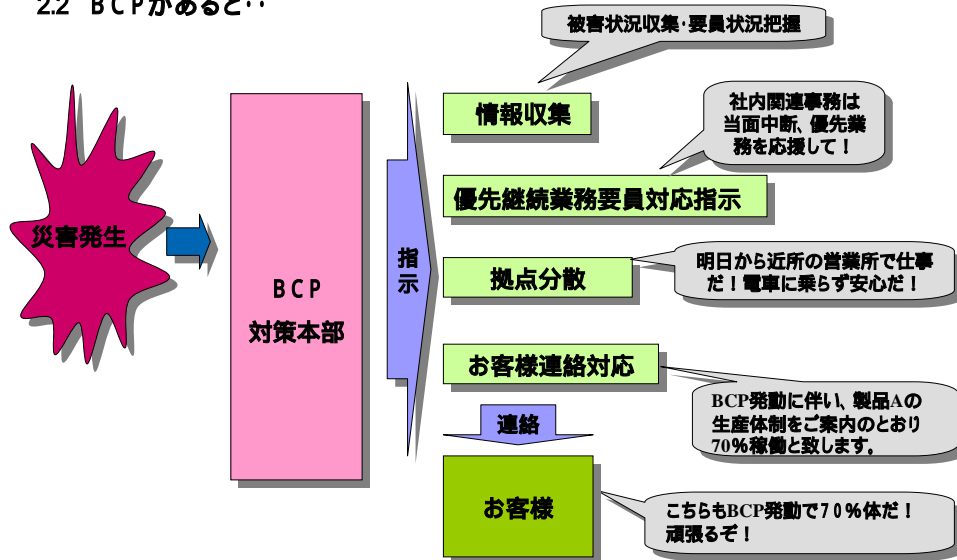 2.2 ＢＣＰがあると‥
被害状況収集・要員状況把握
災害発生
ＢＣＰ
対策本部
指示
情報収集
社内関連事務は
当面中断、優先業
務を応援して！
優先継続業務要員対応指示
拠点分散
明日から近所の営業所で仕事
だ！電車に乗らず安心だ！
お客様連絡対応
BCP発動に伴い、製品Aの
生産体制をご案内のとおり
70%稼働と致します。
連絡
お客様
こちらもBCP発動で７０％体だ！
頑張るぞ！